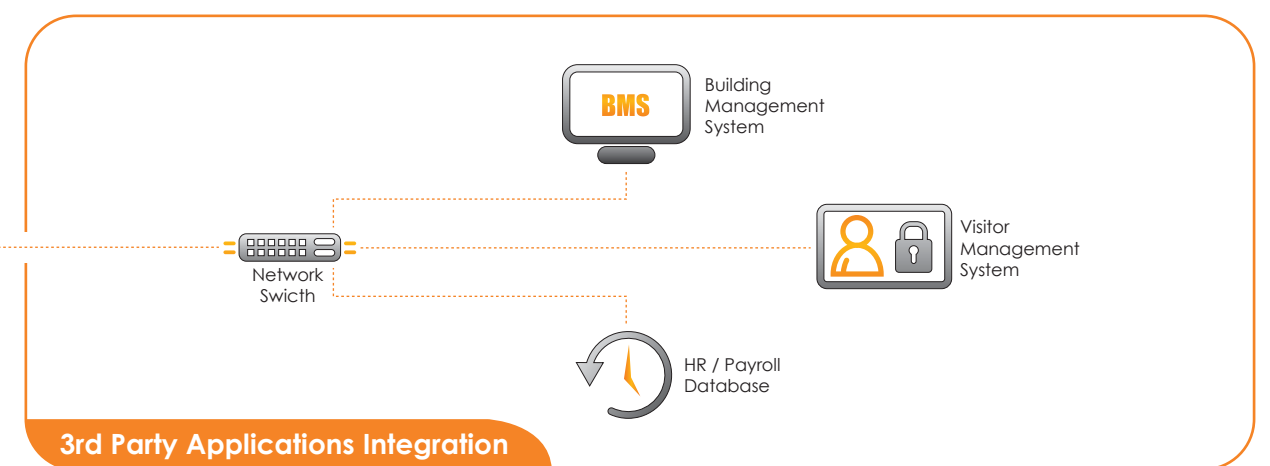 BMS
Building
Management
System
Visitor
Management
System
Network
Swicth
HR / Payroll
Database
3rd Party Applications Integration